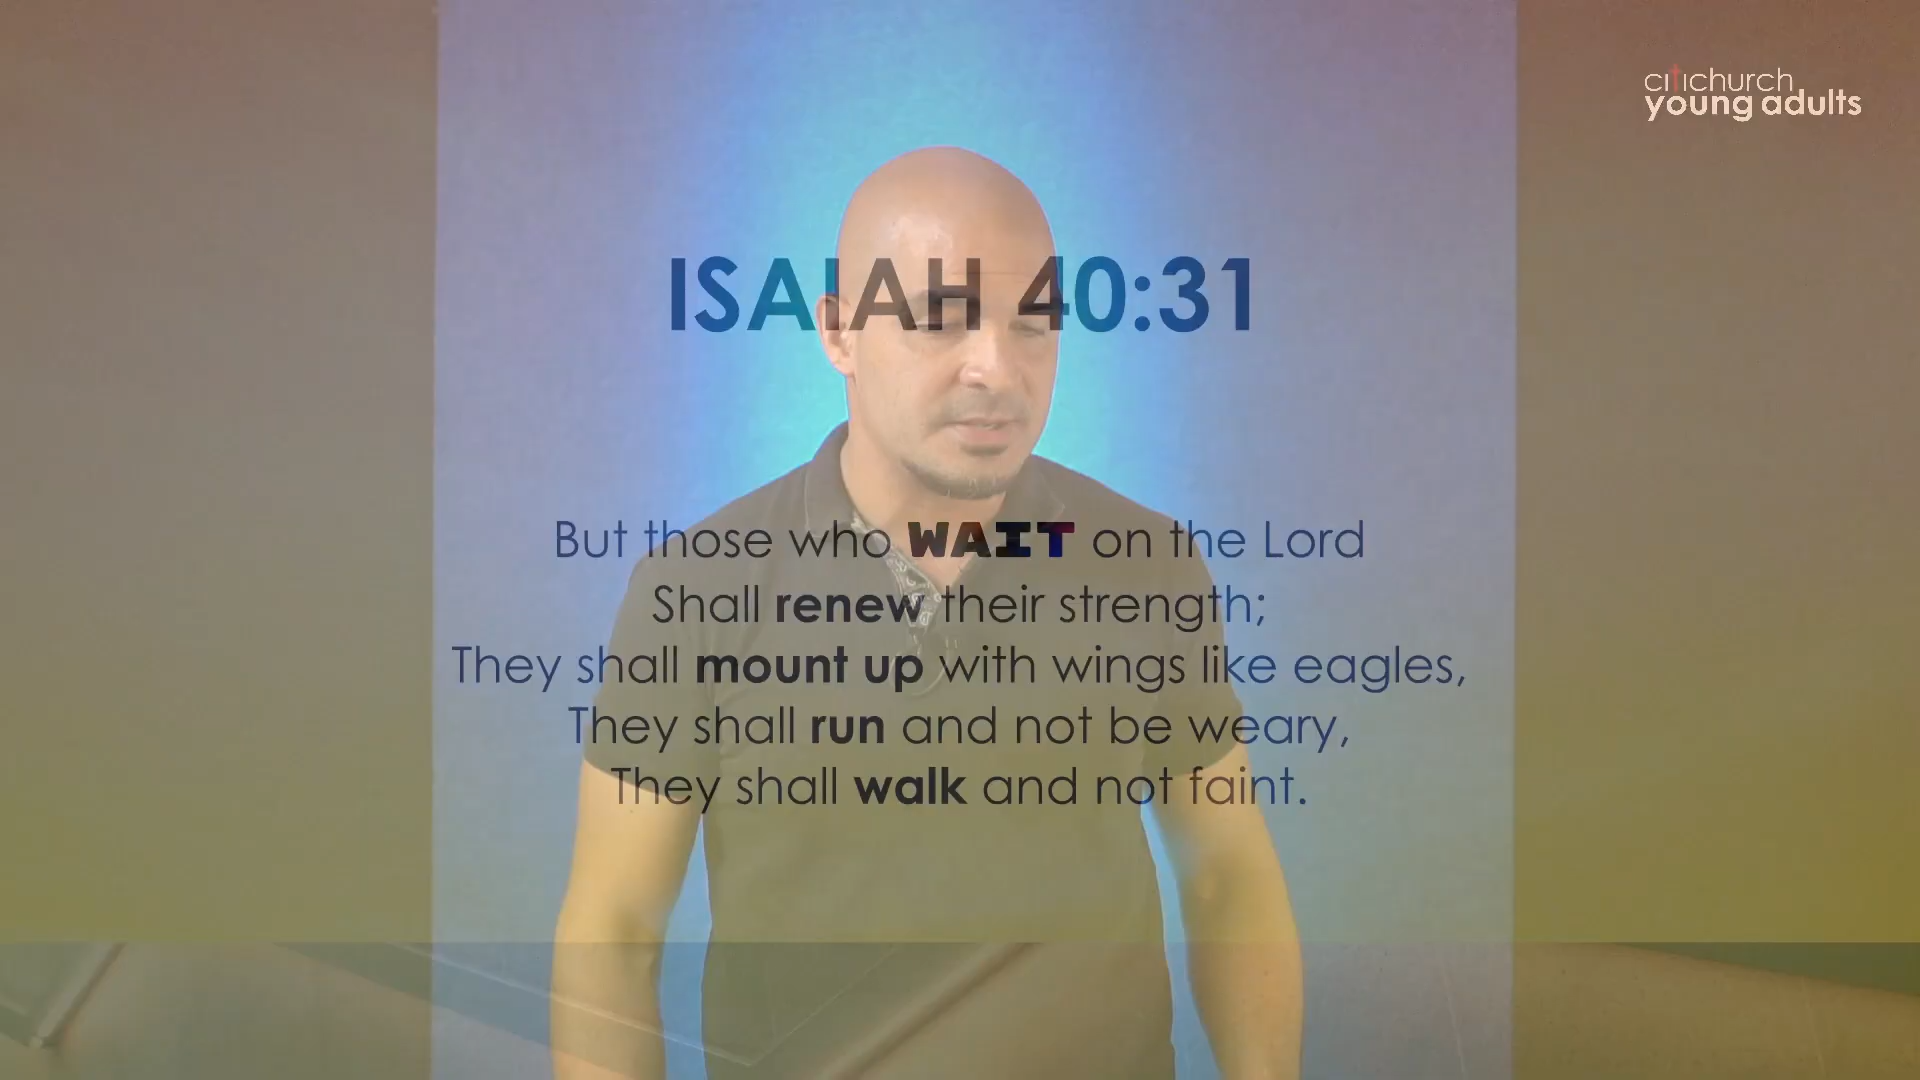 citichurch
young adults
ISAIAH 40:31
But those who WAIT on the Lord
Shall renew their strength;
They shall mount up with wings like eagles,
They shall run and not be weary,
They shall walk and not faint.